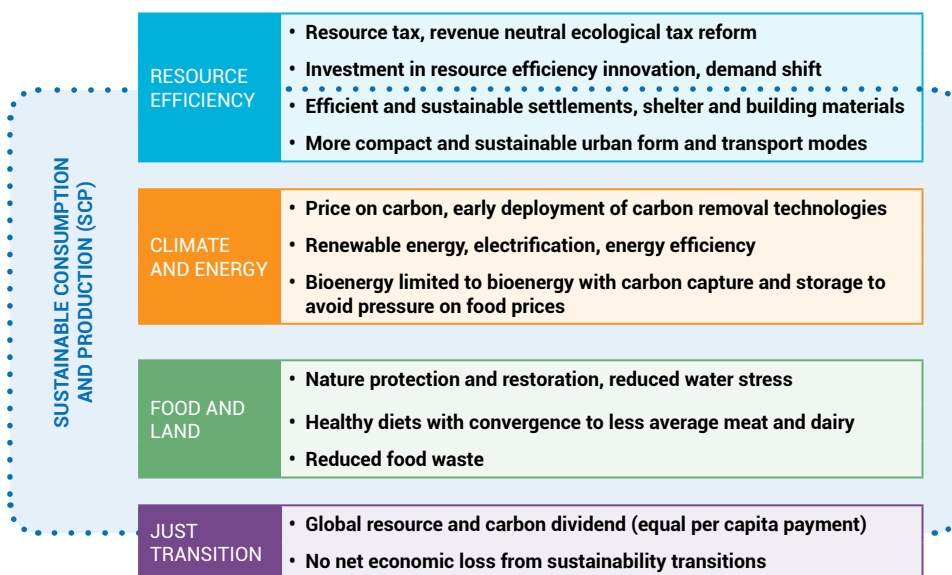 SUSTAINABLE CONSUMPTION
AND PRODUCTION (SCP)
RESOURCE
EFFICIENCY
• Resource tax, revenue neutral ecological tax reform
• Investment in resource efficiency innovation, demand shift
• Efficient and sustainable settlements, shelter and building materials
• More compact and sustainable urban form and transport modes
CLIMATE
AND ENERGY
• Price on carbon, early deployment of carbon removal technologies
• Renewable energy, electrification, energy efficiency
• Bioenergy limited to bioenergy with carbon capture and storage to
avoid pressure on food prices
FOOD AND
LAND
• Nature protection and restoration, reduced water stress
• Healthy diets with convergence to less average meat and dairy
• Reduced food waste
JUST
TRANSITION
• Global resource and carbon dividend (equal per capita payment)
• No net economic loss from sustainability transitions